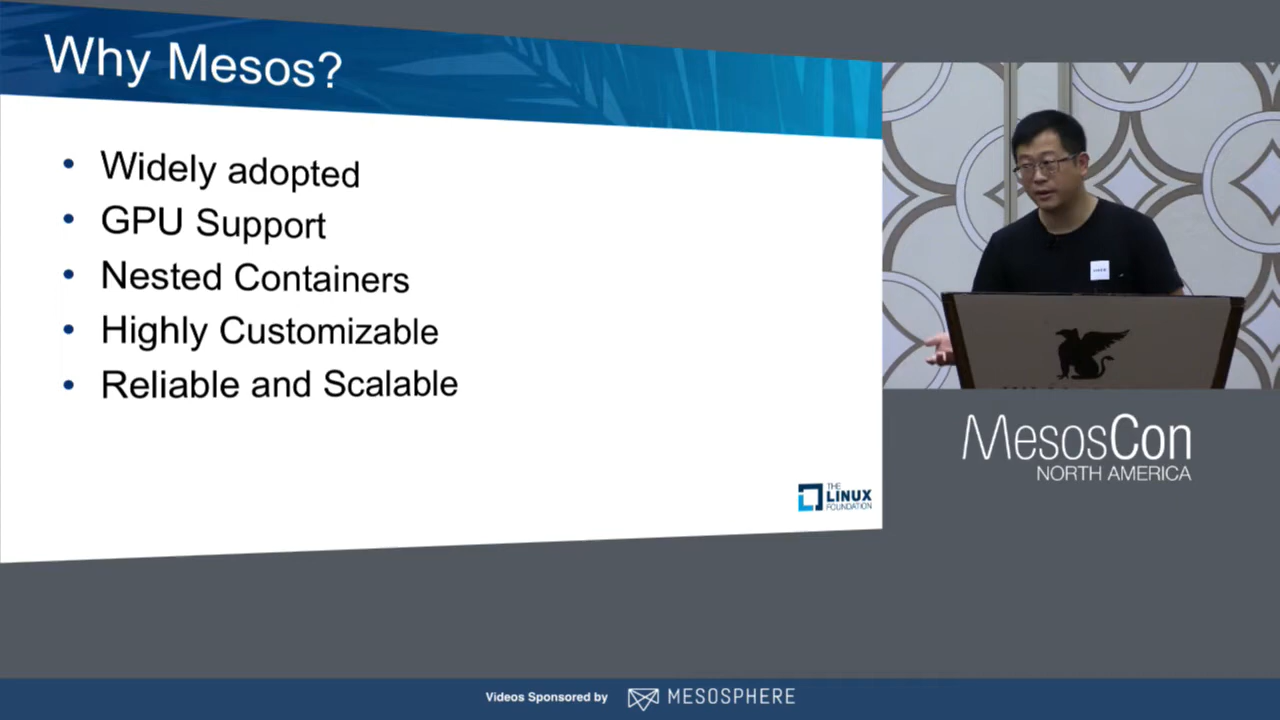 Why Mesos?
• Widely adopted
• GPU Support
• Nested Containers
• Highly Customizable
• Reliable and Scalable
THE
LINUX
FOUNDATION
MesosCon
NORTH AMERICA
Videos Sponsored by MESOSPHERE